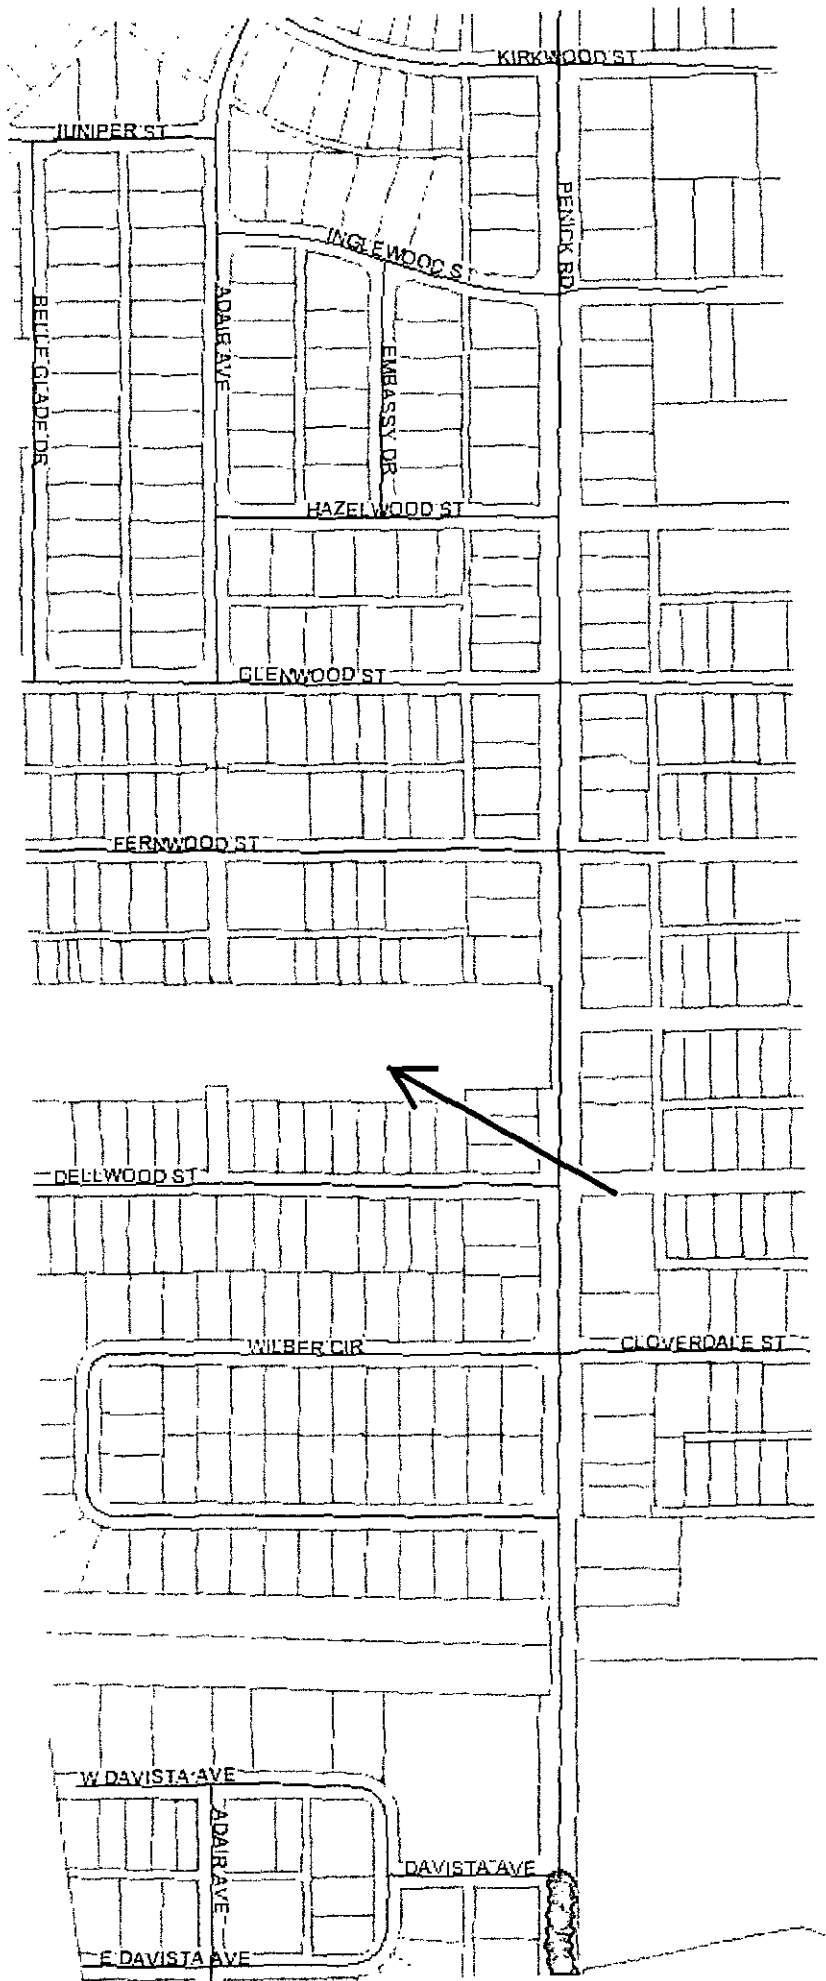 KIRKWOOD ST
JUNIPER ST
PENICK RD
INGLEWOOD ST
ADAIR AVE
BELLE GLADE DR
EMBASSY DR
HAZELWOOD ST
GLENWOOD ST
FERNWOOD ST
DELLWOOD ST
WILBER CIR
CLOVERDALE ST
W DAVISTA AVE
ADAIR AVE
DAVISTA AVE
E DAVISTA AVE